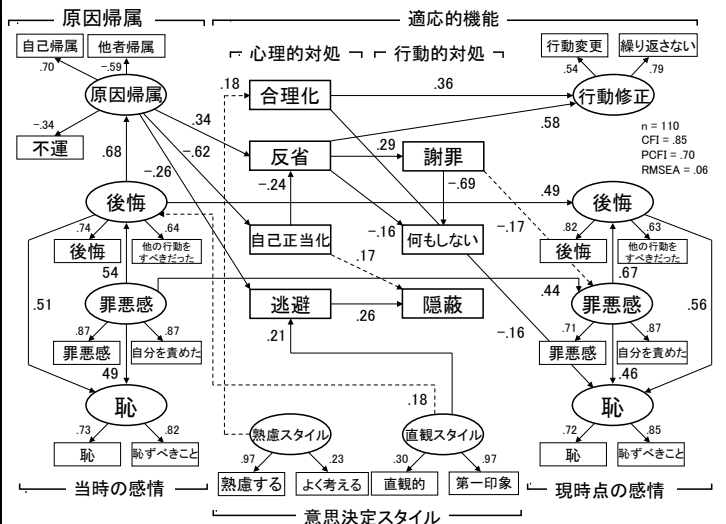 原因帰属
適応的機能
自己帰属
他者帰属
.70
-.59
原因帰属
-.34
不運
.68
-.26
.34
-.62
心理的対処
行動的対処
.18
合理化
.36
行動変更
繰り返さない
.54
.79
行動修正
.58
n = 110
CFI = .85
PCFI = .70
RMSEA = .06
反省
.29
謝罪
-.24
-.69
-.16
自己正当化
何もしない
.17
-.17
.49
逃避
.26
隠蔽
.21
.44
-.16
後悔
.74
.64
後悔
他の行動を
すべきだった
54
.51
罪悪感
.87
.87
罪悪感
自分を責めた
49
恥
.73
.82
恥
恥ずべきこと
当時の感情
.18
熟慮スタイル
直観スタイル
.97
.23
.30
.97
熟慮する
よく考える
直観的
第一印象
意思決定スタイル
後悔
.82
.63
後悔
他の行動を
すべきだった
.67
.56
罪悪感
.71
.87
罪悪感
自分を責めた
.46
恥
.72
.85
恥
恥ずべきこと
現時点の感情